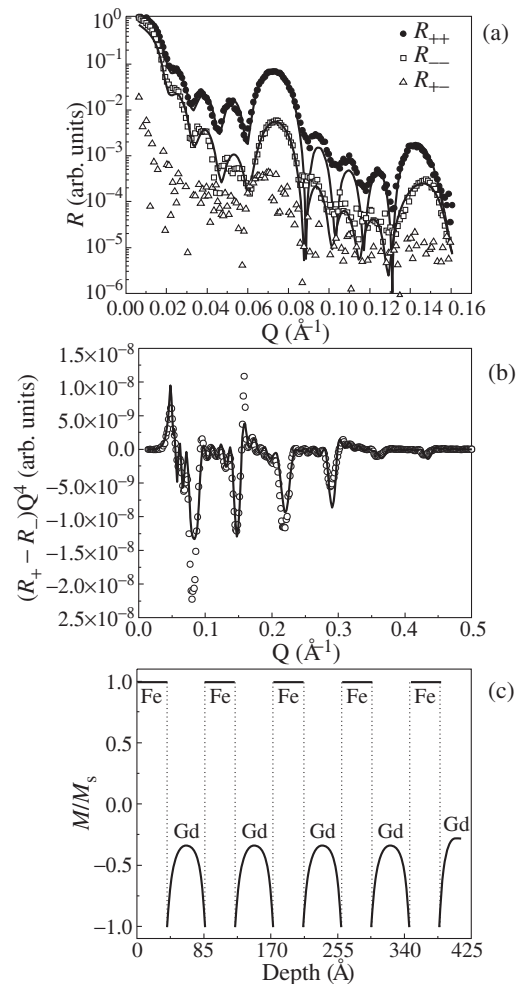 10⁰
10⁻¹
10⁻²
10⁻³
10⁻⁴
10⁻⁵
10⁻⁶
R (arb. units)
(a)
R₊₊
R₋₋
R₊₋
0.00 0.02 0.04 0.06 0.08 0.10 0.12 0.14 0.16
Q (Å⁻¹)
(b)
1.5×10⁻⁸
1.0×10⁻⁸
5.0×10⁻⁹
0.0
−5.0×10⁻⁹
−1.0×10⁻⁸
−1.5×10⁻⁸
−2.0×10⁻⁸
2.5×10⁻⁸
(R₊ − R₋)Q⁴ (arb. units)
0.0 0.1 0.2 0.3 0.4 0.5
Q (Å⁻¹)
(c)
1.0
0.5
0.0
−0.5
−1.0
M/Mₛ
Fe Fe Fe Fe Fe
Gd Gd Gd Gd Gd
0 85 170 255 340 425
Depth (Å)